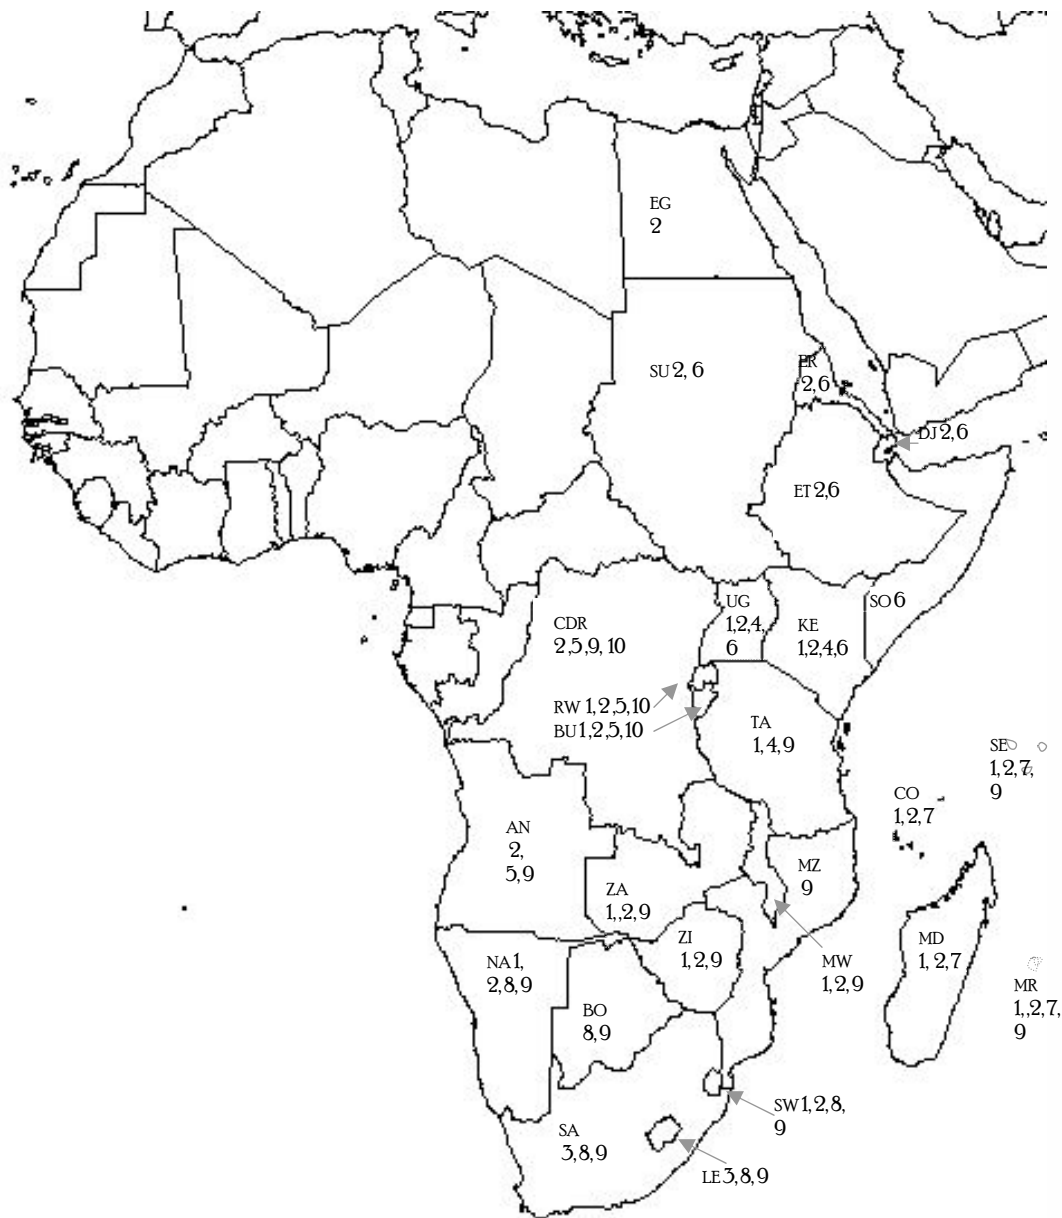 EG
2
SU 2, 6
ER
2,6
DJ 2, 6
ET 2,6
UG
1,2,4,
6
KE
1,2,4,6
SO 6
CDR
2,5,9, 10
RW 1, 2 ,5,10
BU 1,2,5,10
TA
1,4 ,9
SE
1,2,7,
9
CO
1,2,7
AN
2,
5,9
ZA
1,,2,9
MZ
9
ZI
1,2,9
MW
1,2,9
MD
1,2,7
MR
1,,2,7,
9
NA 1,
2,8,9
BO
8,9
SW 1,2,8,
9
SA
3,8,9
LE 3,8,9